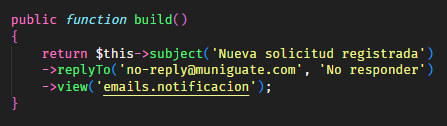 public function build()
{
    return $this->subject('Nueva solicitud registrada')
    ->replyTo('no-reply@muniguate.com', 'No responder')
    ->view('emails.notificacion');
}